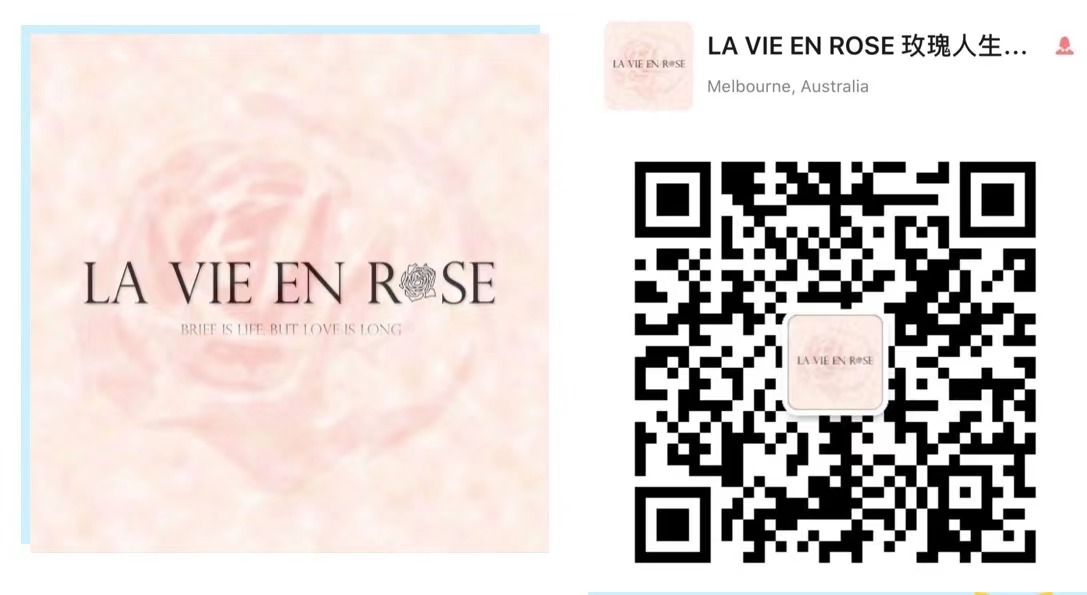 LA VIE EN ROSE
BRIEF IS LIFE, BUT LOVE IS LONG
LA VIE EN ROSE 玫瑰人生...
Melbourne, Australia
LA VIE EN ROSE
LA VIE EN ROSE